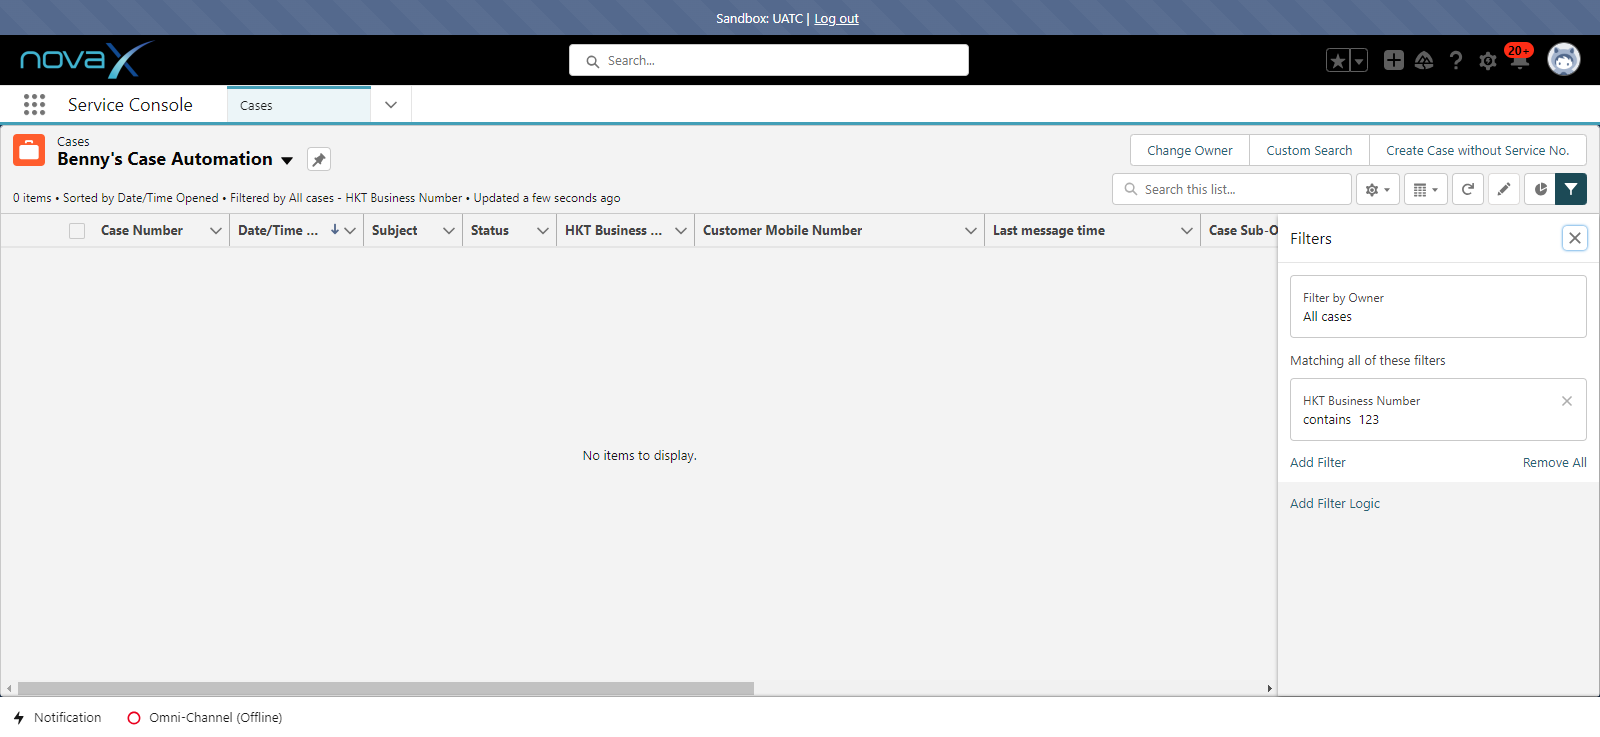 Sandbox: UATC | Log out
novax
Search...
20+
Service Console
Cases
Cases
Benny's Case Automation
Change Owner
Custom Search
Create Case without Service No.
0 items • Sorted by Date/Time Opened • Filtered by All cases - HKT Business Number • Updated a few seconds ago
Search this list...
Case Number
Date/Time ...
Subject
Status
HKT Business ...
Customer Mobile Number
Last message time
Case Sub-O
Filters
Filter by Owner
All cases
Matching all of these filters
HKT Business Number
contains 123
Add Filter
Remove All
Add Filter Logic
No items to display.
Notification
Omni-Channel (Offline)